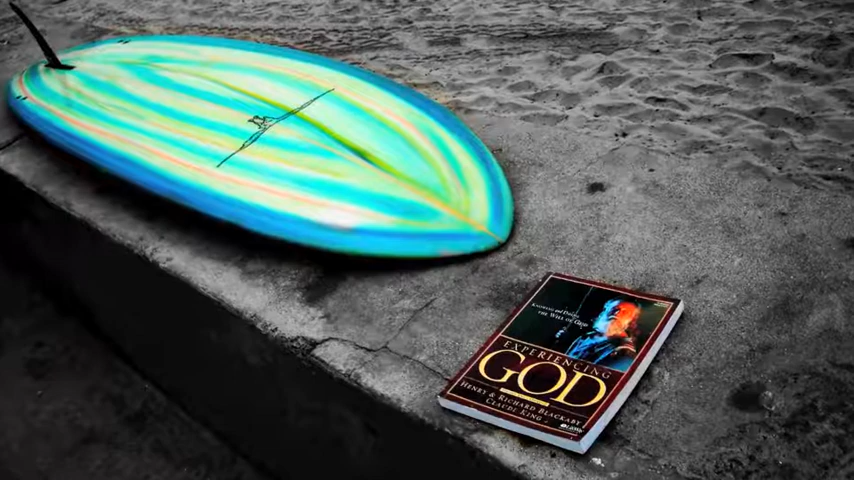 KNOWING and DOING
THE WILL OF GOD
EXPERIENCING
GOD
HENRY & RICHARD BLACKABY
CLAUDE KING